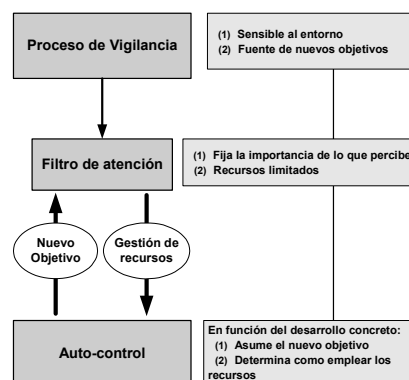 Proceso de Vigilancia
(1) Sensible al entorno
(2) Fuente de nuevos objetivos
Filtro de atención
(1) Fija la importancia de lo que percibe
(2) Recursos limitados
Nuevo
Objetivo
Gestión de
recursos
Auto-control
En función del desarrollo concreto:
(1) Asume el nuevo objetivo
(2) Determina como emplear los
recursos